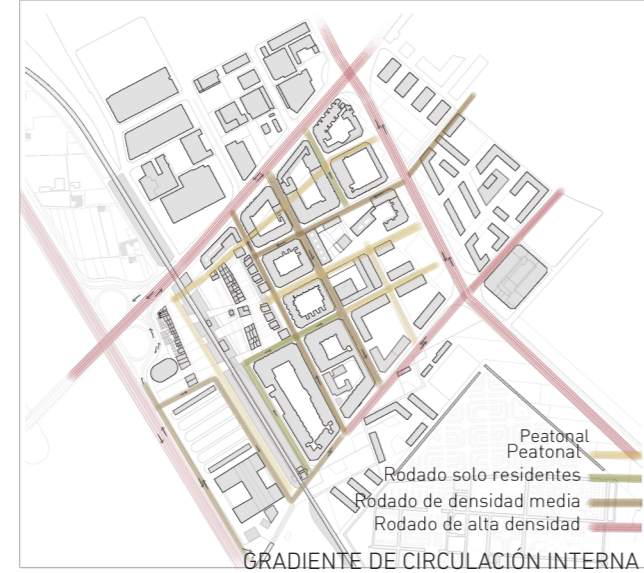 Peatonal
Peatonal
Rodado solo residentes
Rodado de densidad media
Rodado de alta densidad
GRADIENTE DE CIRCULACIÓN INTERNA